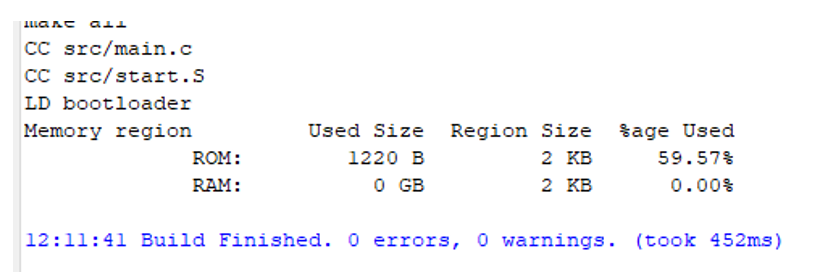 make all
CC src/main.c
CC src/start.S
LD bootloader
Memory region Used Size Region Size %age Used
ROM: 1220 B 2 KB 59.57%
RAM: 0 GB 2 KB 0.00%
12:11:41 Build Finished. 0 errors, 0 warnings. (took 452ms)